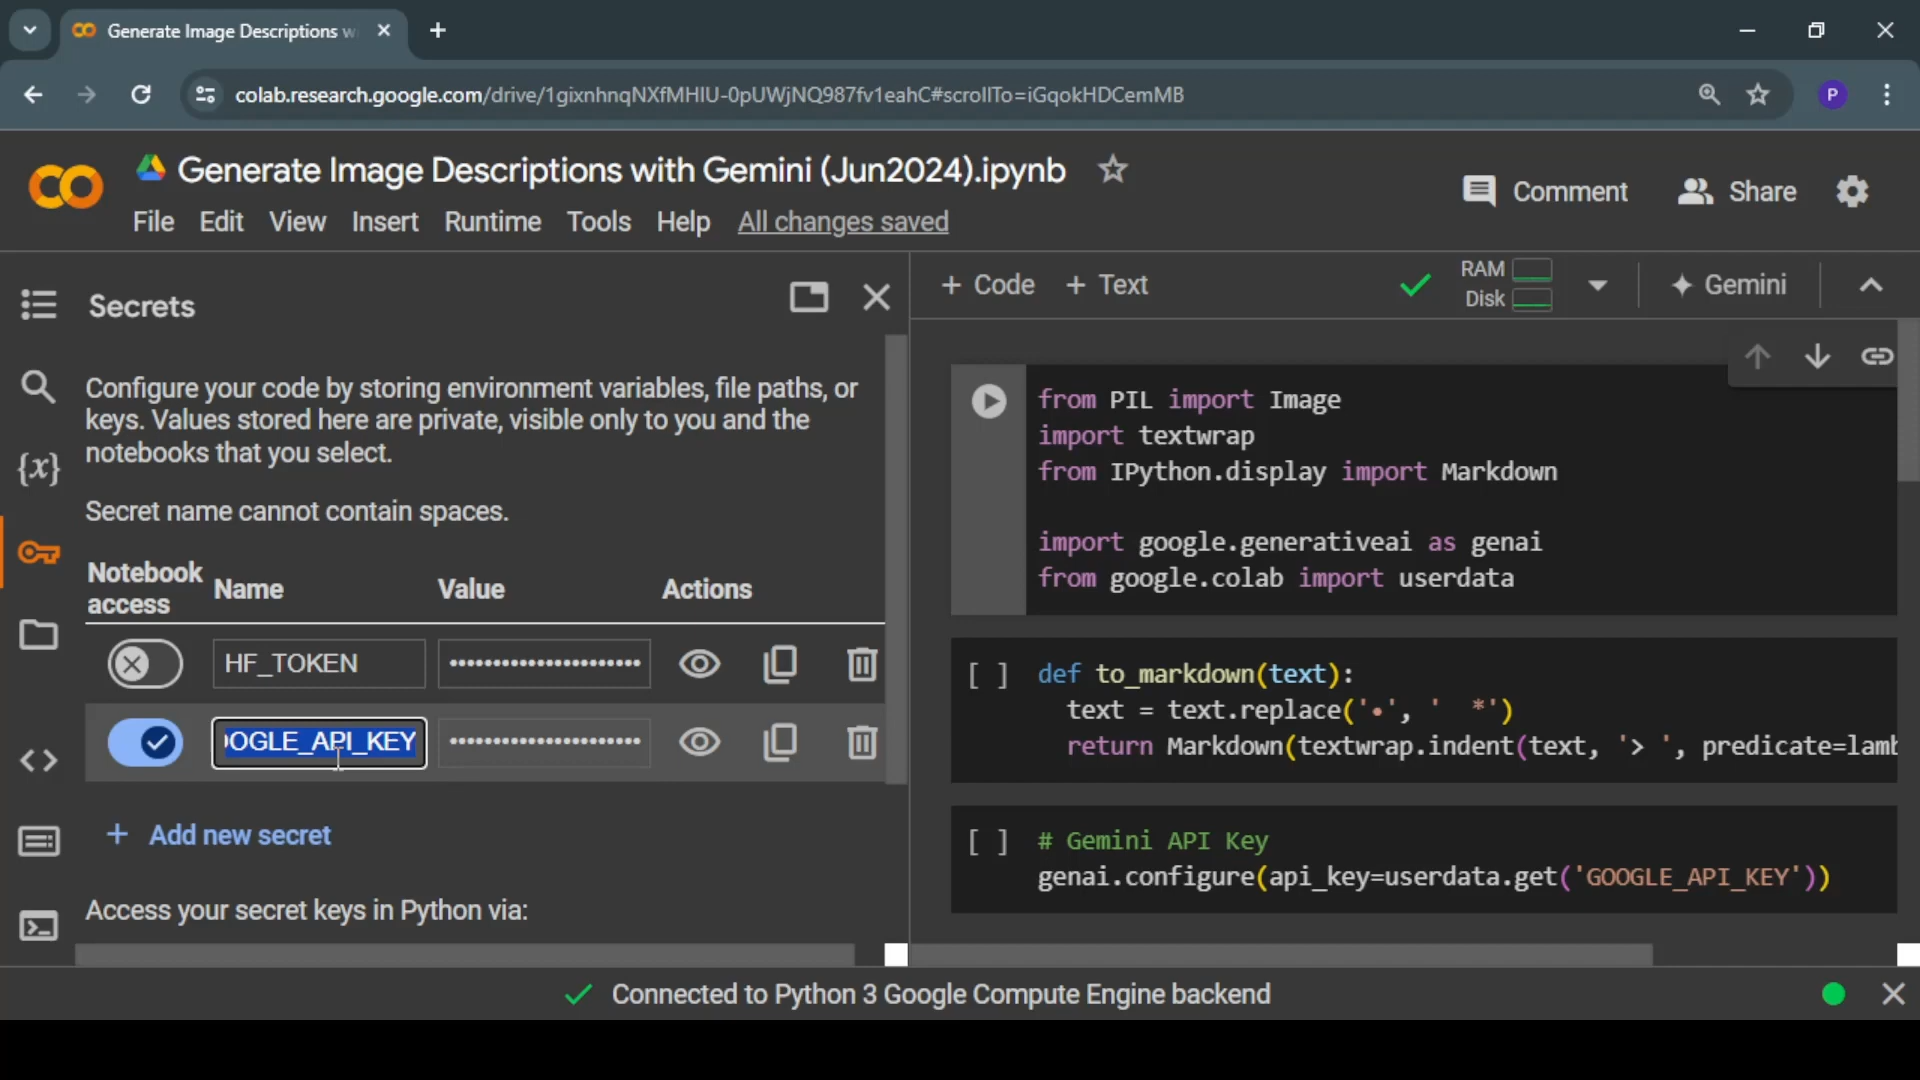 Generate Image Descriptions w
colab.research.google.com/drive/1gixnhnqNXfMHIU-0pUWjNQ987fv1eahC#scrollTo=iGqokHDCemMB
P
Generate Image Descriptions with Gemini (Jun2024).ipynb
File Edit View Insert Runtime Tools Help All changes saved
Comment Share
Secrets
Configure your code by storing environment variables, file paths, or
keys. Values stored here are private, visible only to you and the
notebooks that you select.
Secret name cannot contain spaces.
Notebook
access
Name Value Actions
HF_TOKEN ••••••••••••••••••••
OOGLE_API_KEY ••••••••••••••••••••
+ Add new secret
Access your secret keys in Python via:
+ Code + Text
RAM
Disk
Gemini
from PIL import Image
import textwrap
from IPython.display import Markdown
import google.generativeai as genai
from google.colab import userdata
[ ] def to_markdown(text):
text = text.replace('•', '  *')
return Markdown(textwrap.indent(text, '> ', predicate=lamb
[ ] # Gemini API Key
genai.configure(api_key=userdata.get('GOOGLE_API_KEY'))
Connected to Python 3 Google Compute Engine backend